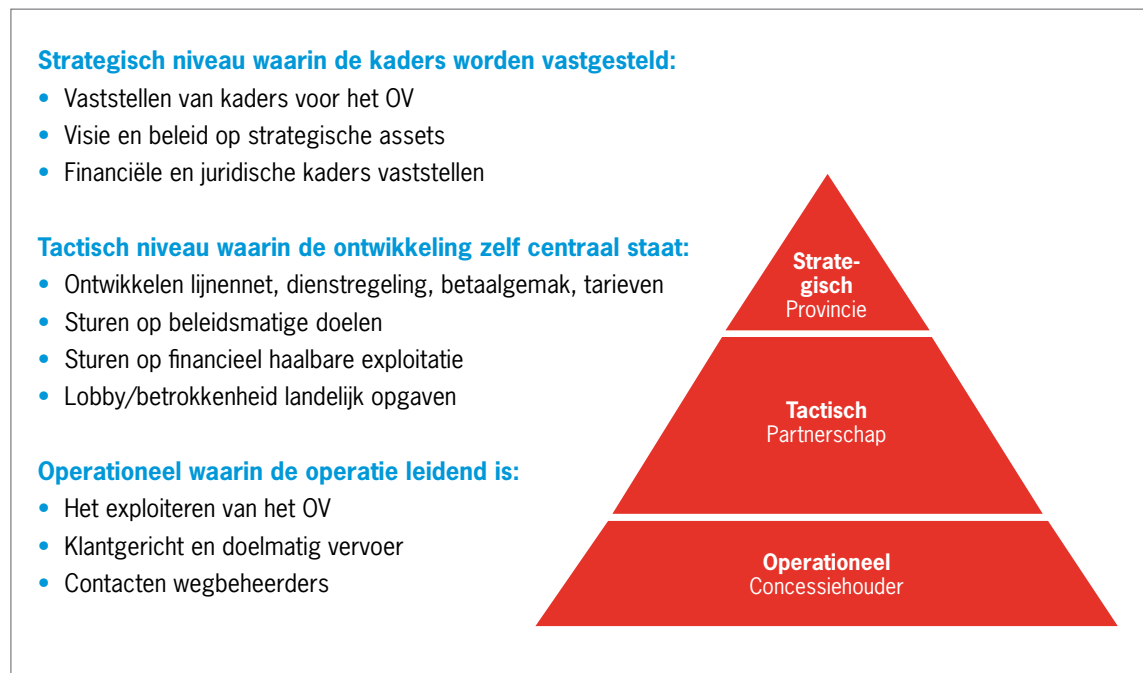 Strategisch niveau waarin de kaders worden vastgesteld:
• Vaststellen van kaders voor het OV
• Visie en beleid op strategische assets
• Financiële en juridische kaders vaststellen
Tactisch niveau waarin de ontwikkeling zelf centraal staat:
• Ontwikkelen lijnennet, dienstregeling, betaalgemak, tarieven
• Sturen op beleidsmatige doelen
• Sturen op financieel haalbare exploitatie
• Lobby/betrokkenheid landelijk opgaven
Operationeel waarin de operatie leidend is:
• Het exploiteren van het OV
• Klantgericht en doelmatig vervoer
• Contacten wegbeheerders
Strate-
gisch
Provincie
Tactisch
Partnerschap
Operationeel
Concessiehouder